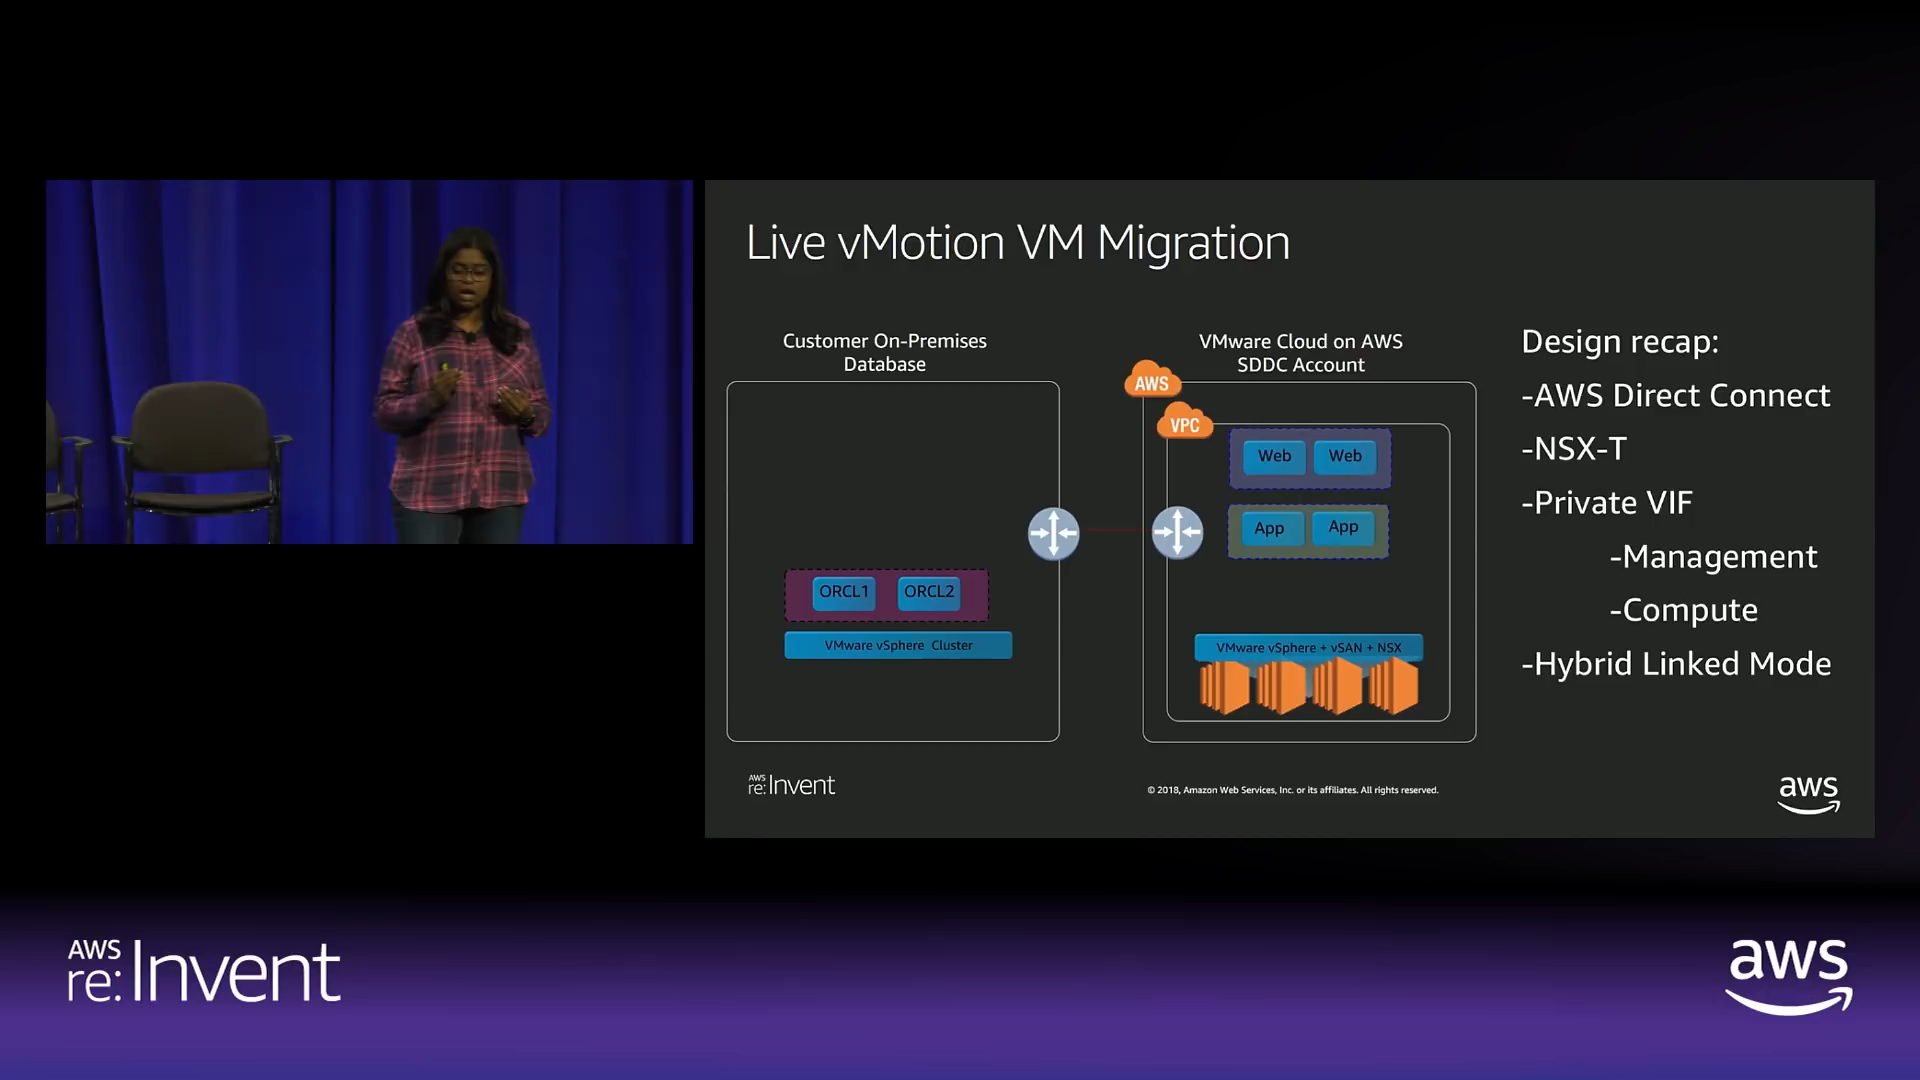 Live vMotion VM Migration
Customer On-Premises
Database
ORCL1 ORCL2
VMware vSphere Cluster
VMware Cloud on AWS
SDDC Account
AWS
VPC
Web Web
App App
VMware vSphere + vSAN + NSX
Design recap:
-AWS Direct Connect
-NSX-T
-Private VIF
-Management
-Compute
-Hybrid Linked Mode
AWS
re:Invent
© 2018, Amazon Web Services, Inc. or its affiliates. All rights reserved.
aws
AWS
re:Invent
aws